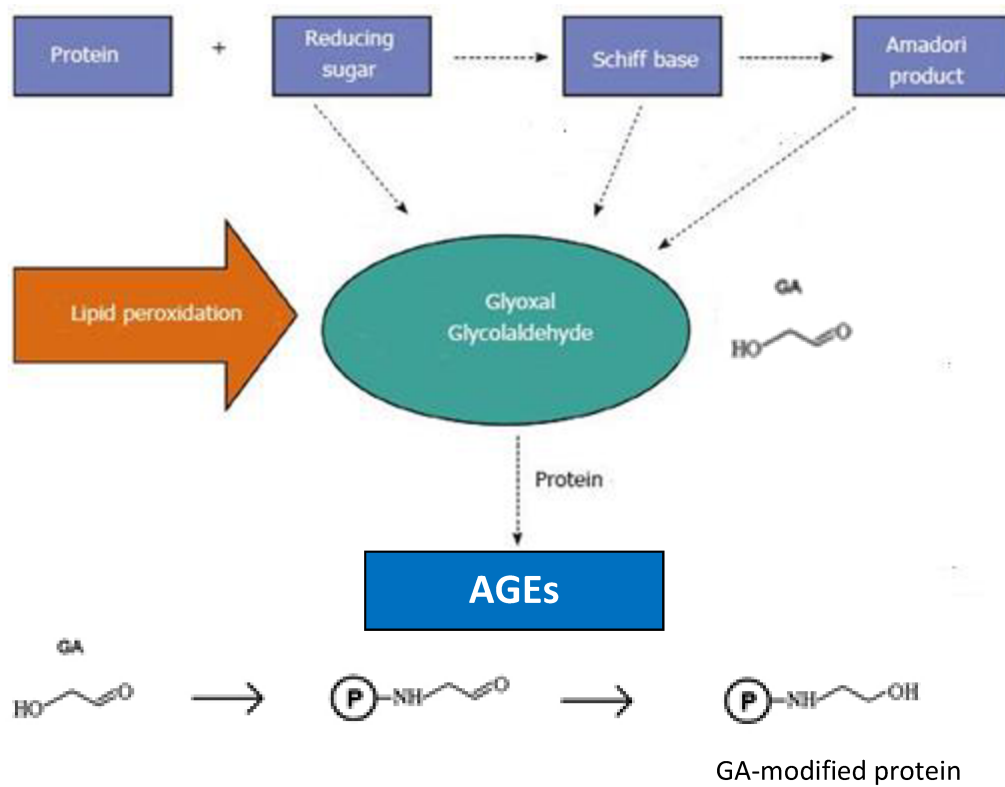 Protein
+
Reducing
sugar
Schiff base
Amadori
product
Lipid peroxidation
Glyoxal
Glycolaldehyde
GA
HO
O
Protein
AGEs
GA
HO
O
P
NH
O
P
NH
OH
GA-modified protein